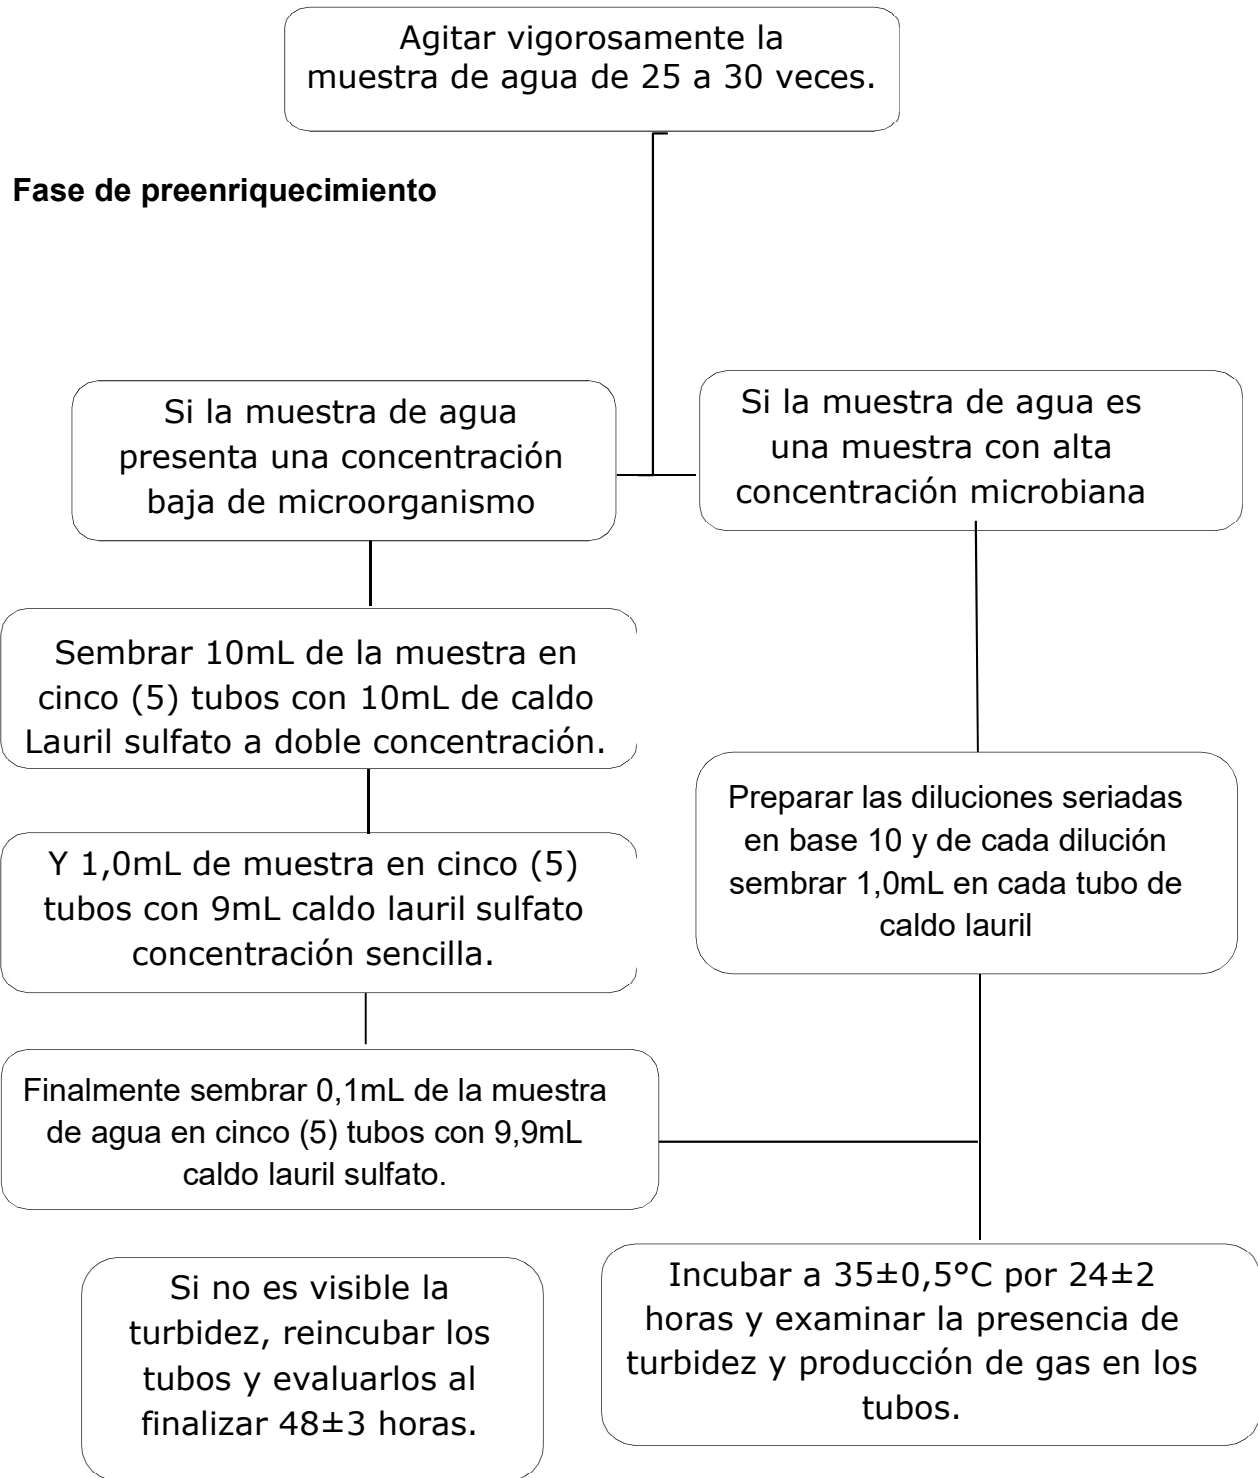 Agitar vigorosamente la
muestra de agua de 25 a 30 veces.
Fase de preenriquecimiento
Si la muestra de agua
presenta una concentración
baja de microorganismo
Si la muestra de agua es
una muestra con alta
concentración microbiana
Sembrar 10mL de la muestra en
cinco (5) tubos con 10mL de caldo
Lauril sulfato a doble concentración.
Y 1,0mL de muestra en cinco (5)
tubos con 9mL caldo lauril sulfato
concentración sencilla.
Preparar las diluciones seriadas
en base 10 y de cada dilución
sembrar 1,0mL en cada tubo de
caldo lauril
Finalmente sembrar 0,1mL de la muestra
de agua en cinco (5) tubos con 9,9mL
caldo lauril sulfato.
Si no es visible la
turbidez, reincubar los
tubos y evaluarlos al
finalizar 48±3 horas.
Incubar a 35±0,5°C por 24±2
horas y examinar la presencia de
turbidez y producción de gas en los
tubos.